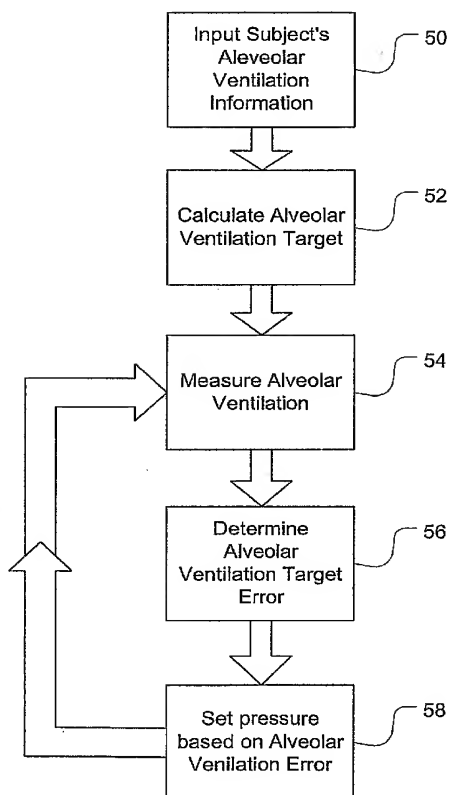 Input Subject's
Aleveolar
Ventilation
Information
50
Calculate Alveolar
Ventilation Target
52
Measure Alveolar
Ventilation
54
Determine
Alveolar
Ventilation Target
Error
56
Set pressure
based on Alveolar
Venilation Error
58